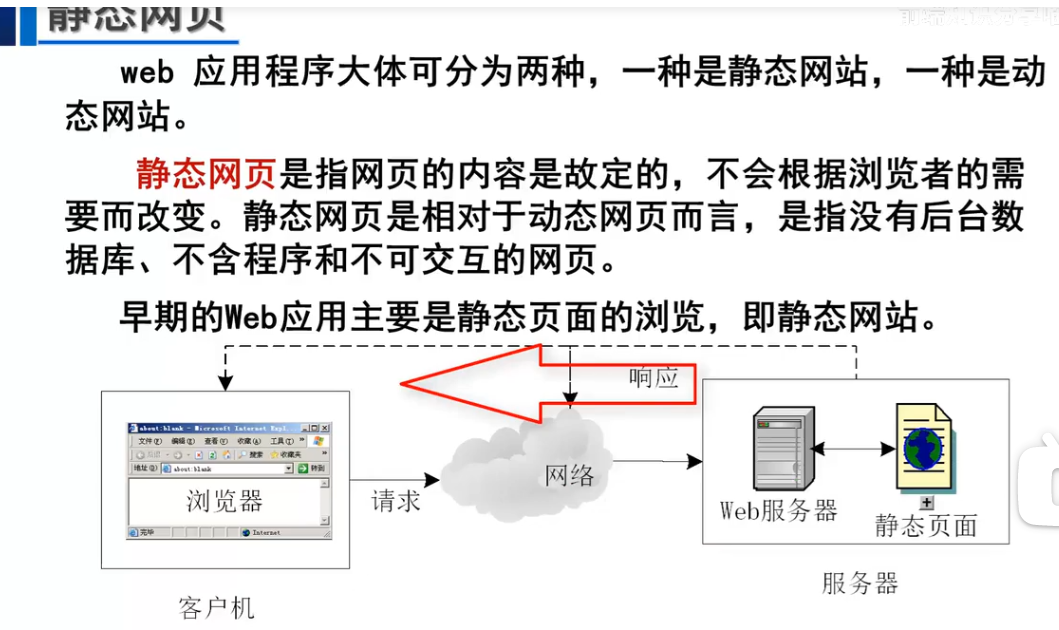 静态网页
web 应用程序大体可分为两种，一种是静态网站，一种是动
态网站。
静态网页是指网页的内容是故定的，不会根据浏览者的需
要而改变。静态网页是相对于动态网页而言，是指没有后台数
据库、不含程序和不可交互的网页。
早期的Web应用主要是静态页面的浏览，即静态网站。
响应
about:blank - Microsoft Internet Expl...
文件(F) 编辑(E) 查看(V) 收藏(A) 工具(T) »
后退 搜索 收藏夹 »
地址(D) about:blank 转到
浏览器
完毕 Internet
请求
网络
Web服务器
静态页面
客户机
服务器